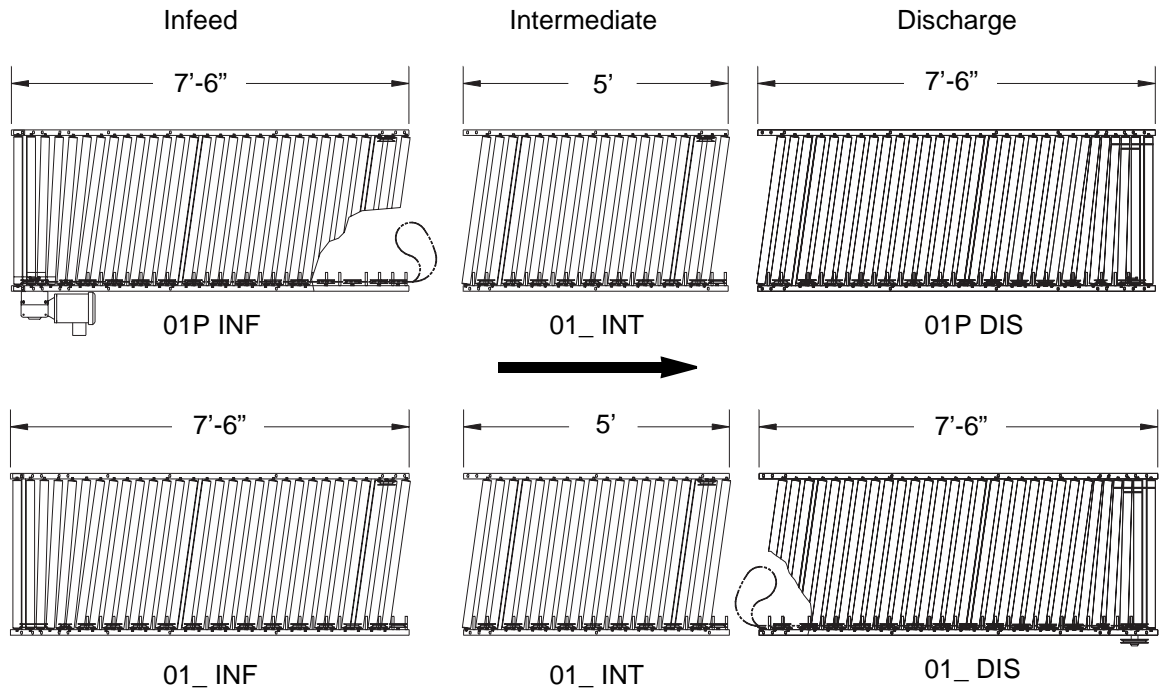 Infeed Intermediate Discharge
7’-6” 5’ 7’-6”
01P INF 01_ INT 01P DIS
7’-6” 5’ 7’-6”
01_ INF 01_ INT 01_ DIS